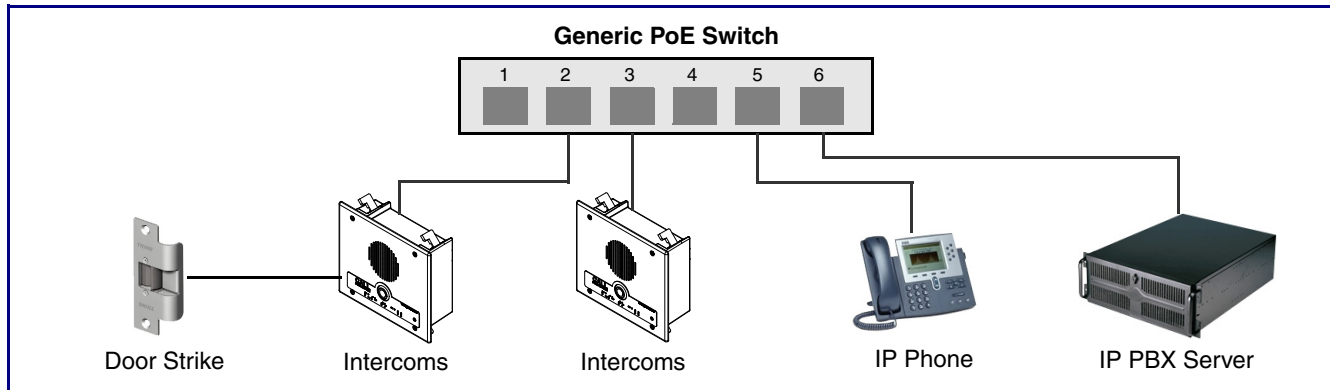 Generic PoE Switch
1 2 3 4 5 6
Door Strike
Intercoms
Intercoms
IP Phone
IP PBX Server